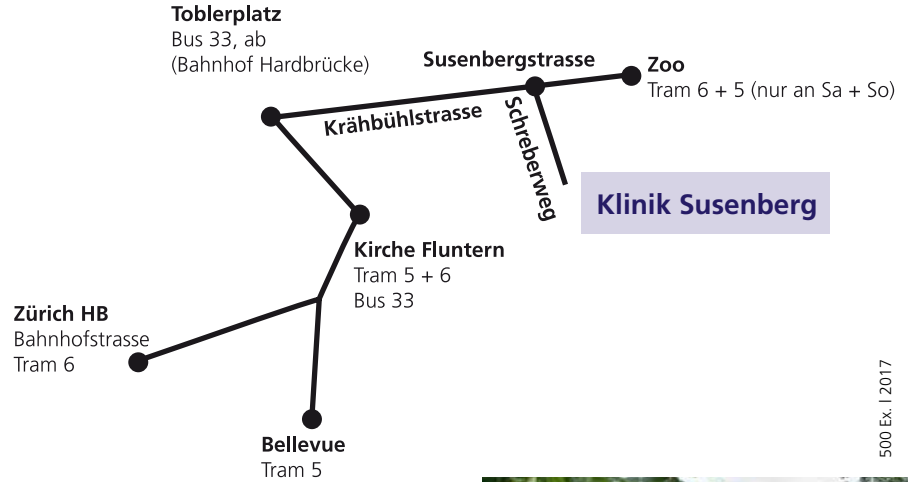 Toblerplatz
Bus 33, ab
(Bahnhof Hardbrücke)
Susenbergstrasse
Zoo
Tram 6 + 5 (nur an Sa + So)
Krähbühlstrasse
Schreberweg
Klinik Susenberg
Kirche Fluntern
Tram 5 + 6
Bus 33
Zürich HB
Bahnhofstrasse
Tram 6
Bellevue
Tram 5
500 Ex. I 2017